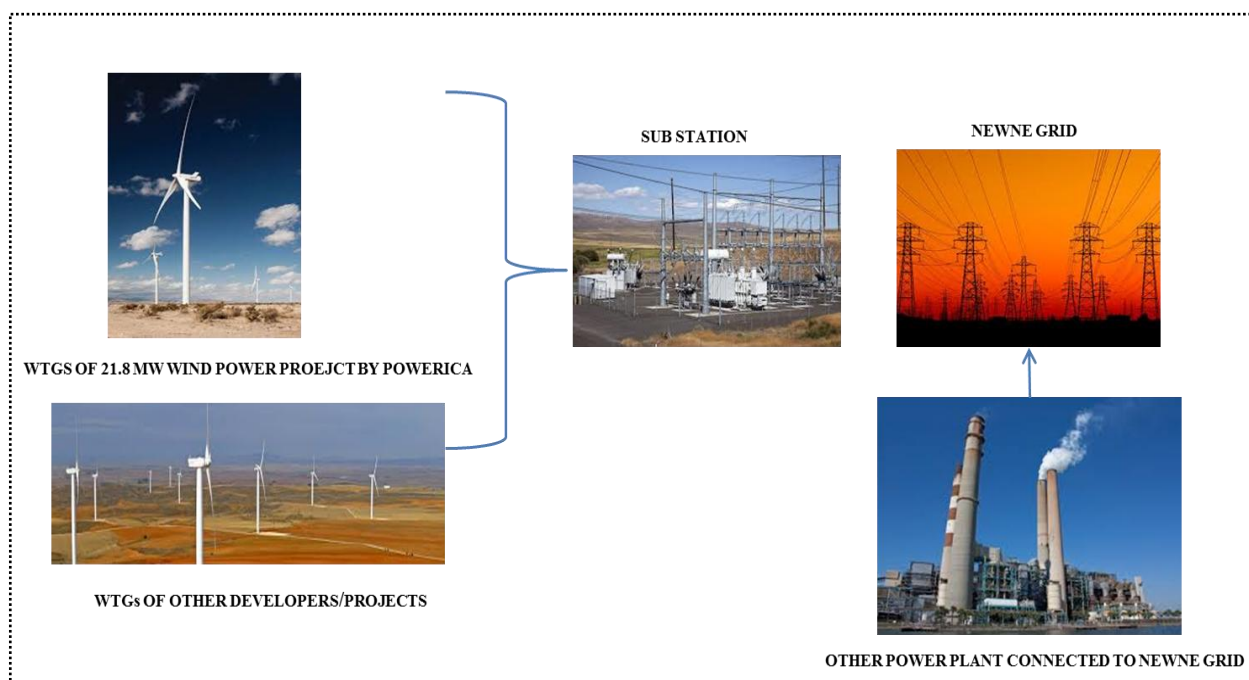 SUB STATION
NEWNE GRID
WTGS OF 21.8 MW WIND POWER PROEJCT BY POWERICA
WTGs OF OTHER DEVELOPERS/PROJECTS
OTHER POWER PLANT CONNECTED TO NEWNE GRID